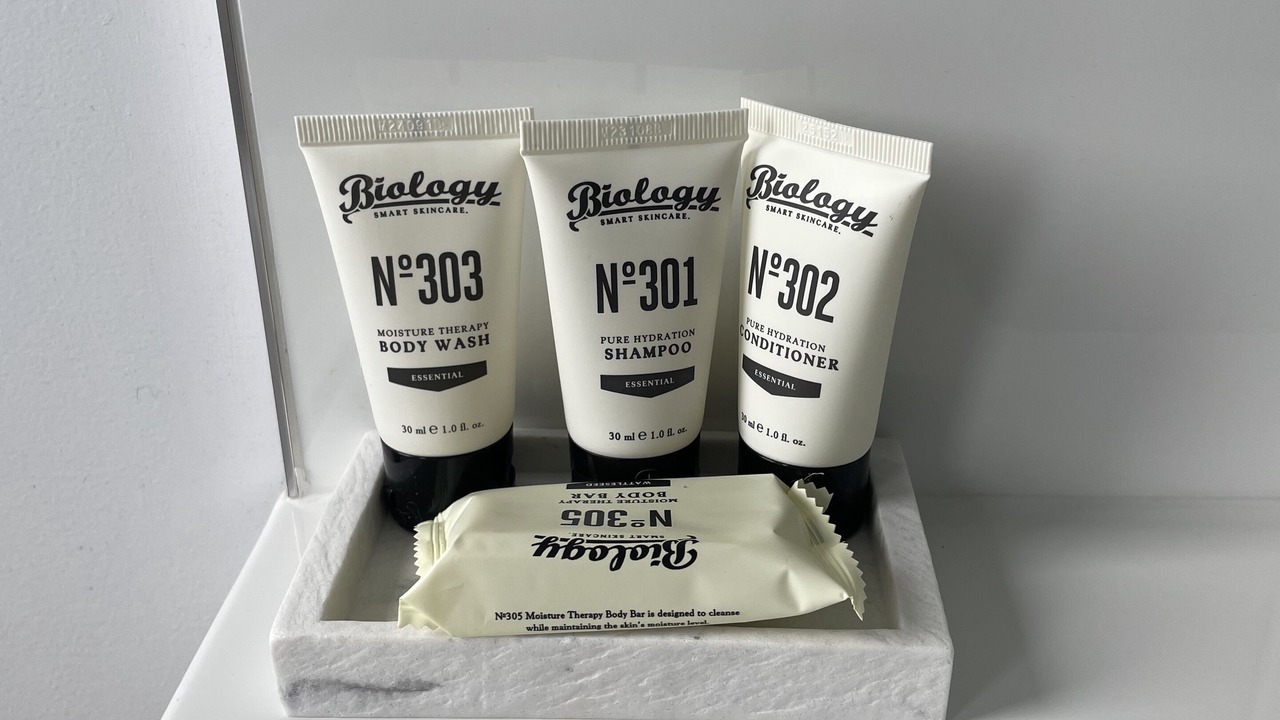 Biology
SMART SKINCARE.
Nº303
MOISTURE THERAPY
BODY WASH
ESSENTIAL
30 ml ℮ 1.0 fl. oz.
Biology
SMART SKINCARE.
Nº301
PURE HYDRATION
SHAMPOO
ESSENTIAL
30 ml ℮ 1.0 fl. oz.
Biology
SMART SKINCARE.
Nº302
PURE HYDRATION
CONDITIONER
ESSENTIAL
30 ml ℮ 1.0 fl. oz.
Biology
SMART SKINCARE
Nº305
MOISTURE THERAPY
BODY BAR
WATTLESEED
Nº305 Moisture Therapy Body Bar is designed to cleanse
while maintaining the skin's moisture level.